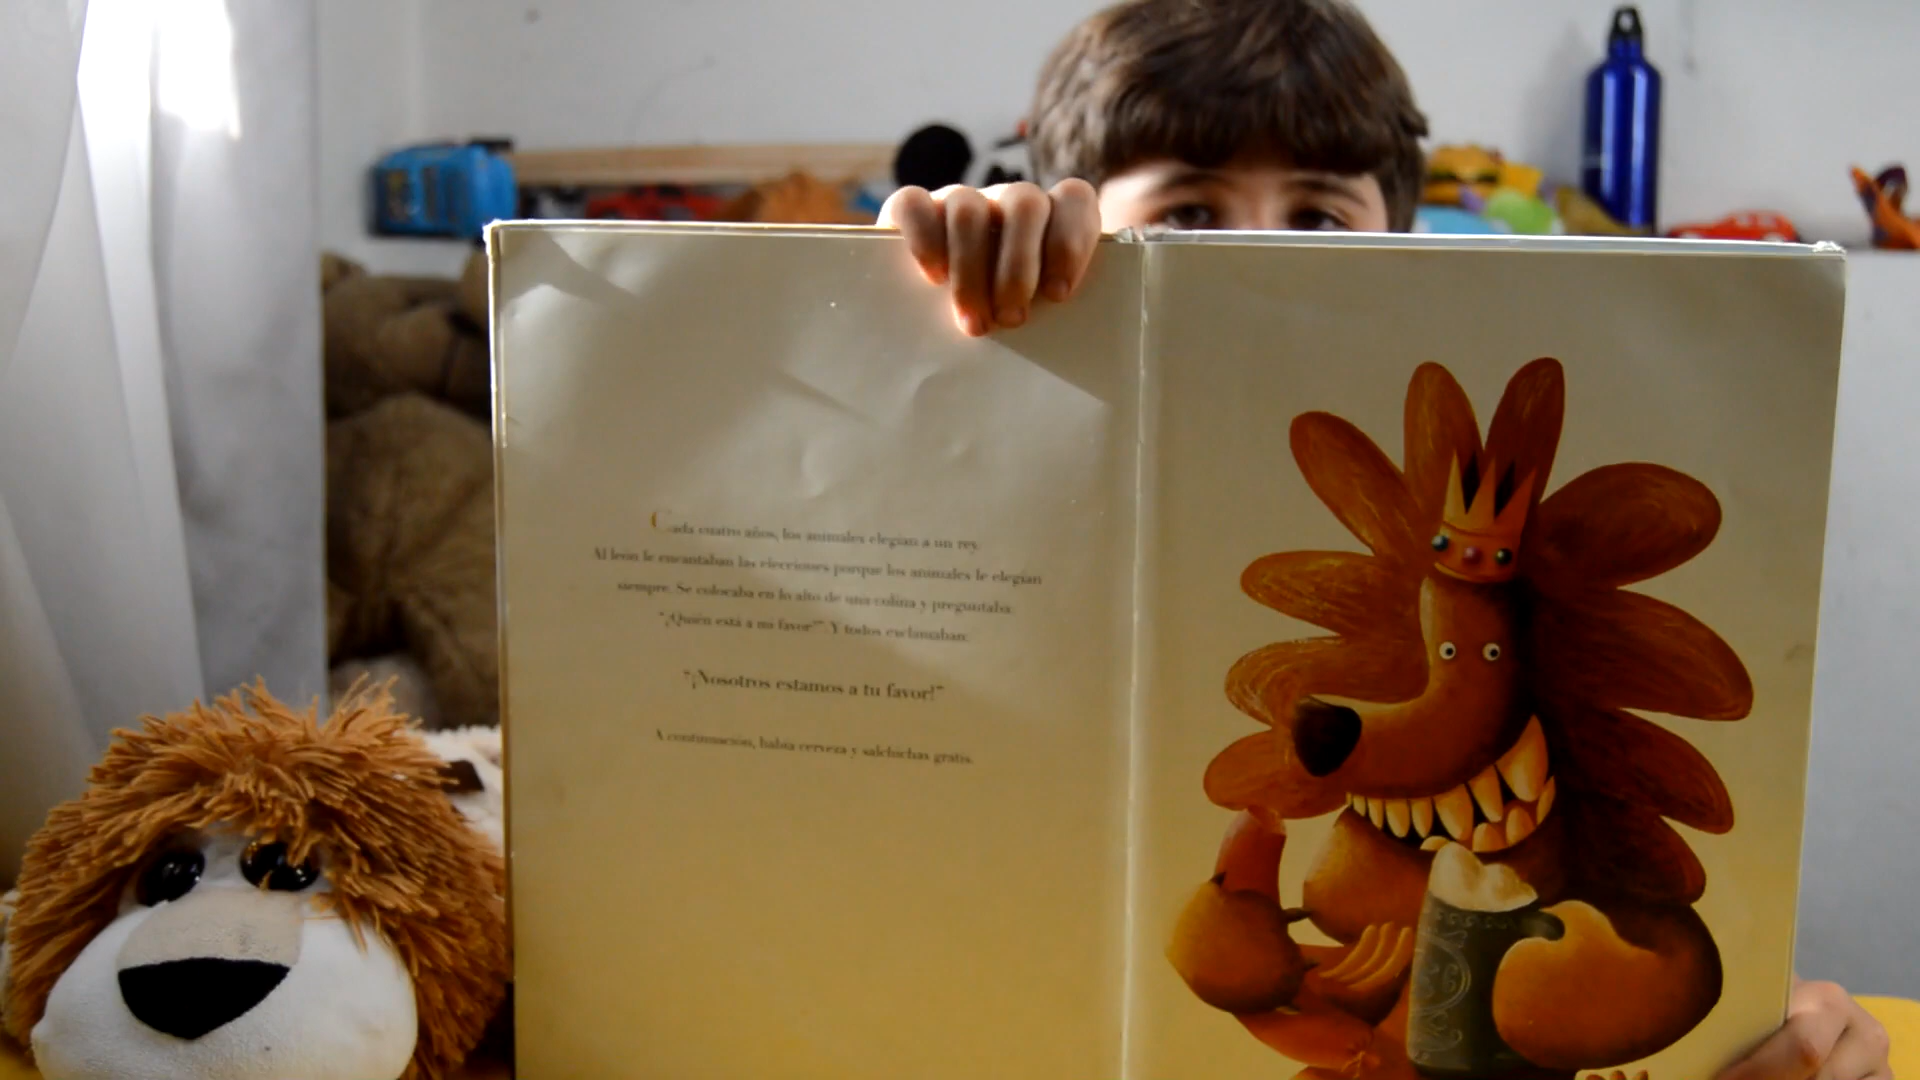 Cada cuatro años, los animales elegían a un rey.
Al león le encantaban las elecciones porque los animales le elegían
siempre. Se colocaba en lo alto de una colina y preguntaba:
"¿Quién está a mi favor?" Y todos exclamaban:
"¡Nosotros estamos a tu favor!"
A continuación, había cerveza y salchichas gratis.